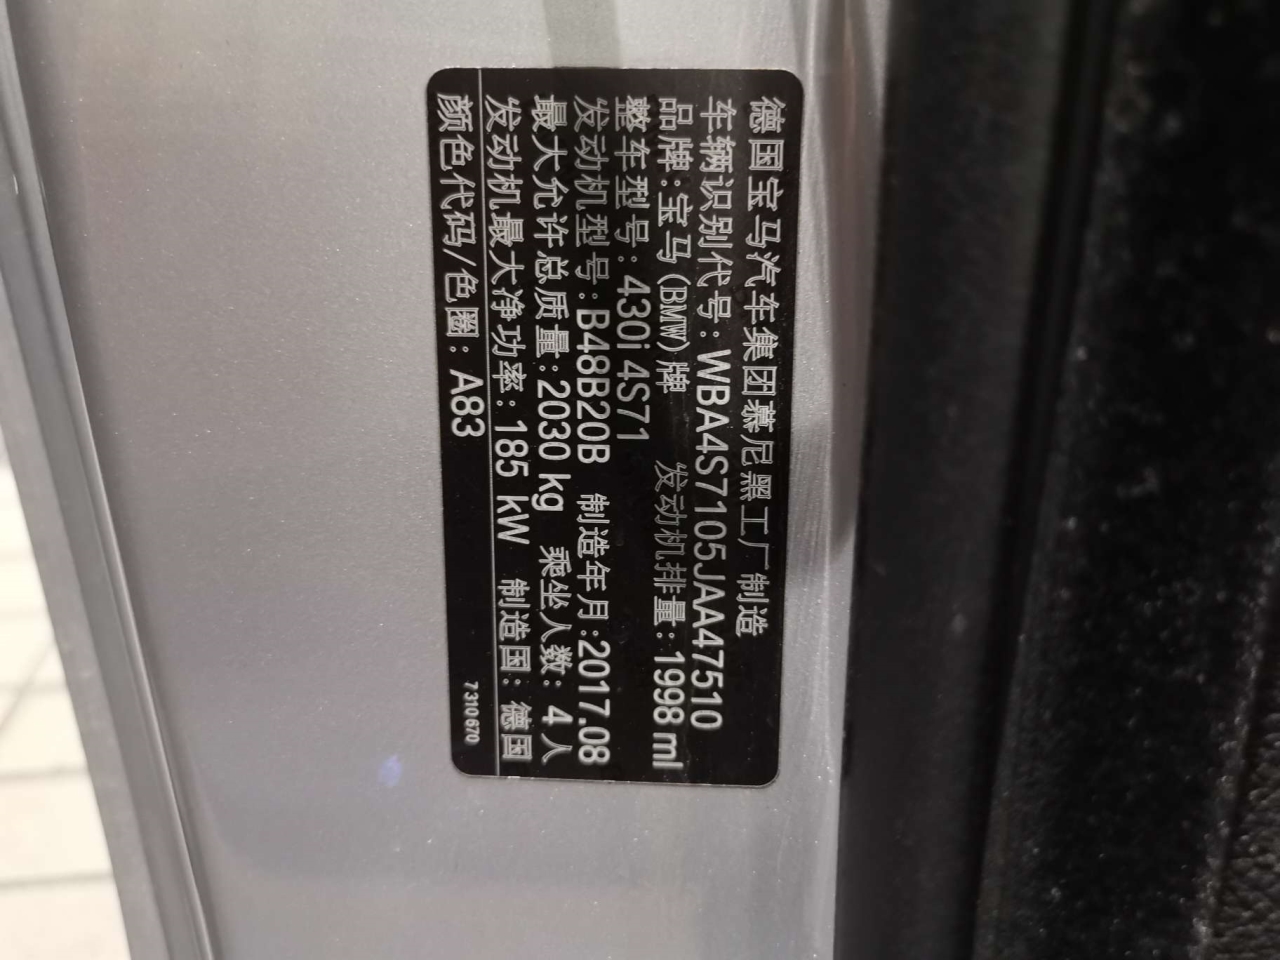 德国宝马汽车集团慕尼黑工厂制造
车辆识别代号:WBA4S7105JAA47510
品牌:宝马(BMW)牌 发动机排量:1998 ml
整车型号:430i 4S71
发动机型号:B48B20B 制造年月:2017.08
最大允许总质量:2030 kg 乘坐人数:4人
发动机最大净功率:185 kW 制造国:德国
颜色代码/色圈:A83
7310670